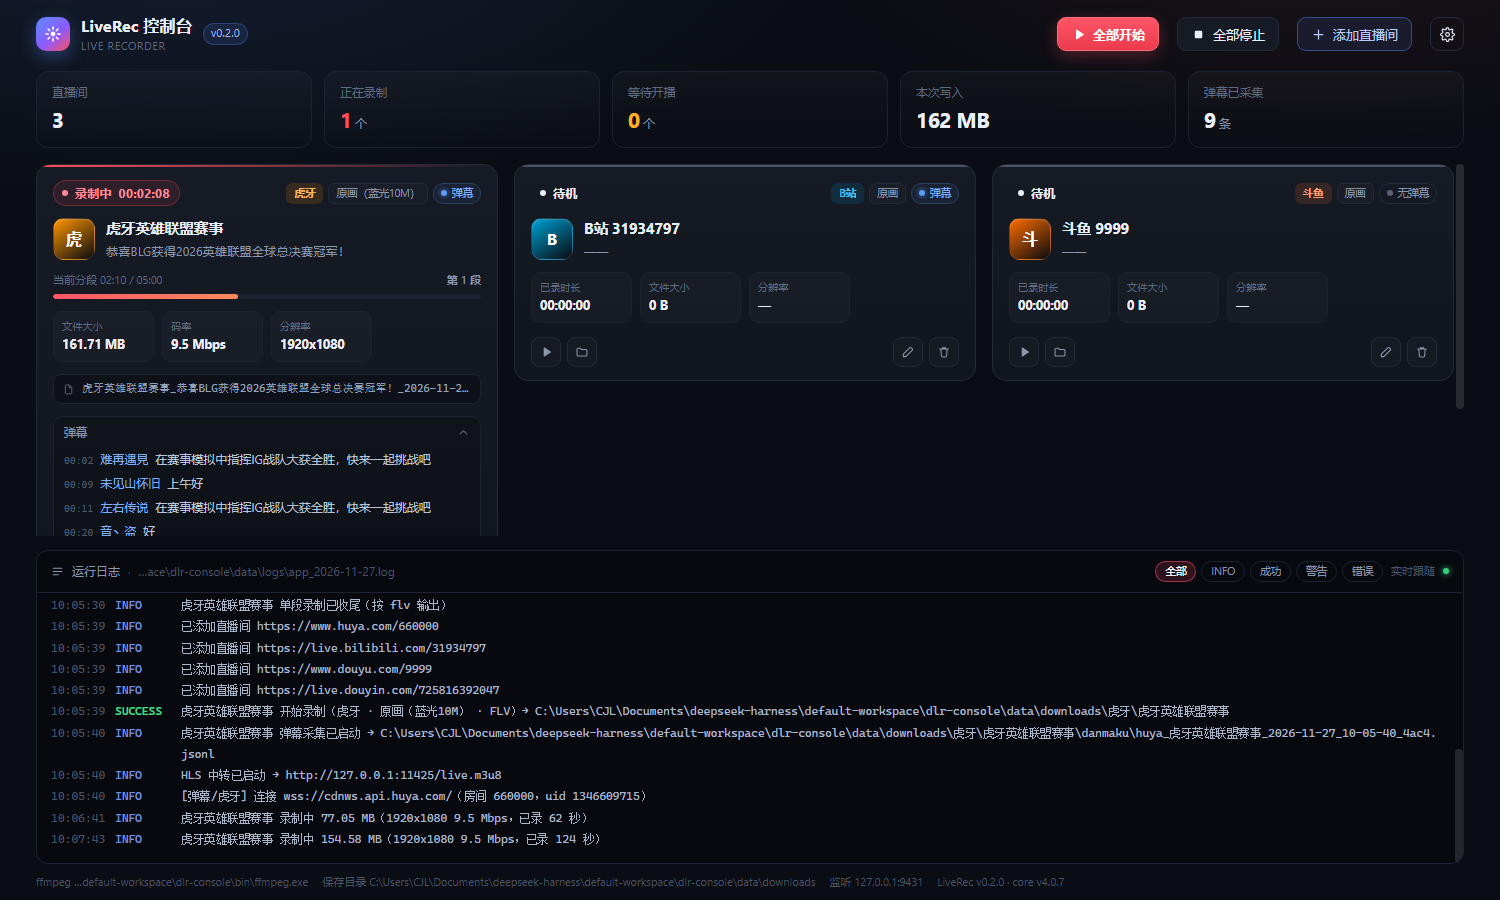 LiveRec 控制台
LIVE RECORDER
v0.2.0
全部开始
全部停止
添加直播间
直播间
3
正在录制
1 个
等待开播
0 个
本次写入
162 MB
弹幕已采集
9 条
录制中 00:02:08
虎牙
原画（蓝光10M）
弹幕
虎
虎牙英雄联盟赛事
恭喜BLG获得2026英雄联盟全球总决赛冠军！
当前分段 02:10 / 05:00
第 1 段
文件大小
161.71 MB
码率
9.5 Mbps
分辨率
1920x1080
虎牙英雄联盟赛事_恭喜BLG获得2026英雄联盟全球总决赛冠军！_2026-11-2…
弹幕
00:02 难再遇見 在赛事模拟中指挥IG战队大获全胜，快来一起挑战吧
00:09 未见山怀旧 上午好
00:11 左右传说 在赛事模拟中指挥IG战队大获全胜，快来一起挑战吧
00:20 音丶盗 好
待机
B站
原画
弹幕
B
B站 31934797
——
已录时长
00:00:00
文件大小
0 B
分辨率
—
待机
斗鱼
原画
无弹幕
斗
斗鱼 9999
——
已录时长
00:00:00
文件大小
0 B
分辨率
—
运行日志 · …ace\dlr-console\data\logs\app_2026-11-27.log
全部
INFO
成功
警告
错误
实时跟随
10:05:30 INFO 虎牙英雄联盟赛事 单段录制已收尾（按 flv 输出）
10:05:39 INFO 已添加直播间 https://www.huya.com/660000
10:05:39 INFO 已添加直播间 https://live.bilibili.com/31934797
10:05:39 INFO 已添加直播间 https://www.douyu.com/9999
10:05:39 INFO 已添加直播间 https://live.douyin.com/725816392047
10:05:39 SUCCESS 虎牙英雄联盟赛事 开始录制（虎牙 · 原画（蓝光10M） · FLV）→ C:\Users\CJL\Documents\deepseek-harness\default-workspace\dlr-console\data\downloads\虎牙\虎牙英雄联盟赛事
10:05:40 INFO 虎牙英雄联盟赛事 弹幕采集已启动 → C:\Users\CJL\Documents\deepseek-harness\default-workspace\dlr-console\data\downloads\虎牙\虎牙英雄联盟赛事\danmaku\huya_虎牙英雄联盟赛事_2026-11-27_10-05-40_4ac4.
jsonl
10:05:40 INFO HLS 中转已启动 → http://127.0.0.1:11425/live.m3u8
10:05:40 INFO [弹幕/虎牙] 连接 wss://cdnws.api.huya.com/（房间 660000，uid 1346609715）
10:06:41 INFO 虎牙英雄联盟赛事 录制中 77.05 MB（1920x1080 9.5 Mbps，已录 62 秒）
10:07:43 INFO 虎牙英雄联盟赛事 录制中 154.58 MB（1920x1080 9.5 Mbps，已录 124 秒）
ffmpeg …default-workspace\dlr-console\bin\ffmpeg.exe 保存目录 C:\Users\CJL\Documents\deepseek-harness\default-workspace\dlr-console\data\downloads 监听 127.0.0.1:9431 LiveRec v0.2.0 · core v4.0.7